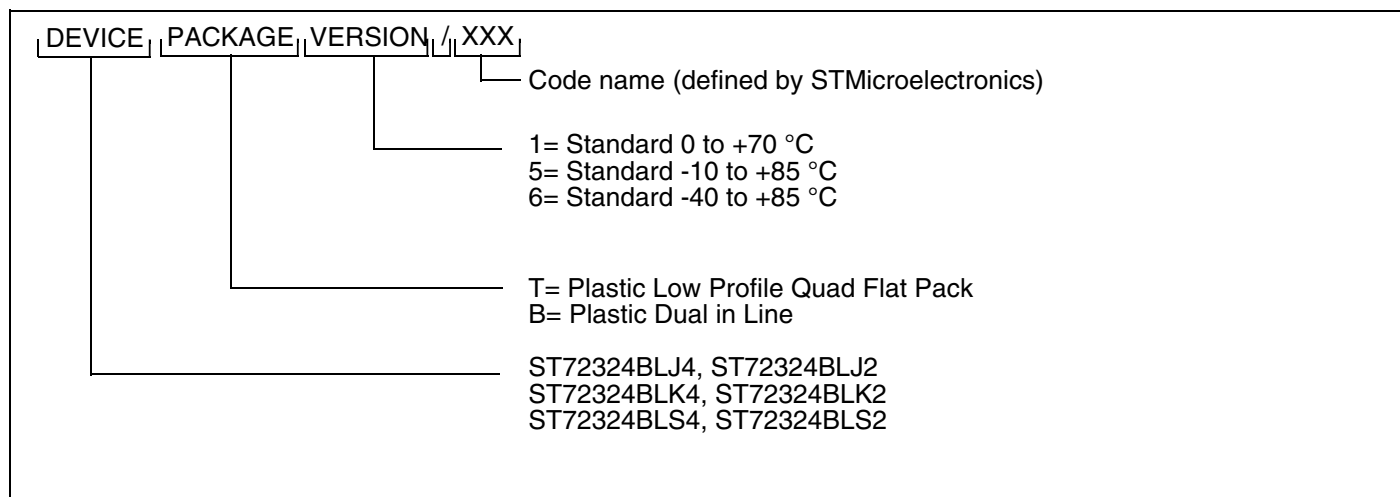 DEVICE PACKAGE VERSION / XXX
Code name (defined by STMicroelectronics)
1= Standard 0 to +70 °C
5= Standard -10 to +85 °C
6= Standard -40 to +85 °C
T= Plastic Low Profile Quad Flat Pack
B= Plastic Dual in Line
ST72324BLJ4, ST72324BLJ2
ST72324BLK4, ST72324BLK2
ST72324BLS4, ST72324BLS2